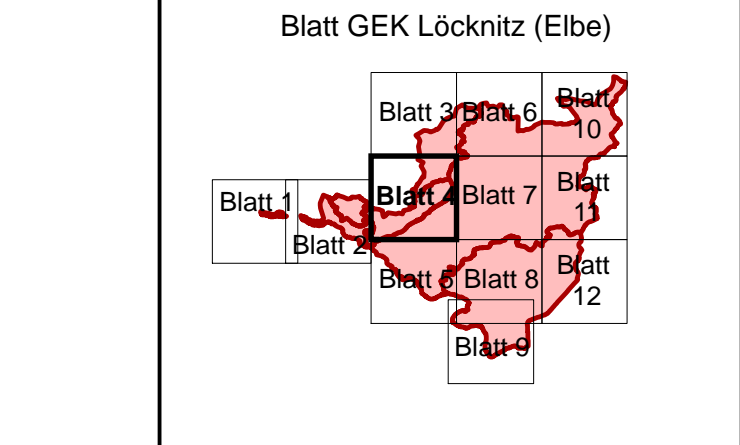 Blatt GEK Löcknitz (Elbe)
Blatt 3
Blatt 6
Blatt
10
Blatt 1
Blatt 2
Blatt 4
Blatt 7
Blatt
11
Blatt 5
Blatt 8
Blatt
12
Blatt 9